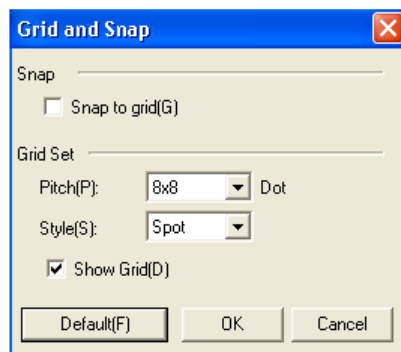 Grid and Snap
Snap
Snap to grid(G)
Grid Set
Pitch(P): 8x8 Dot
Style(S): Spot
Show Grid(D)
Default(F) OK Cancel